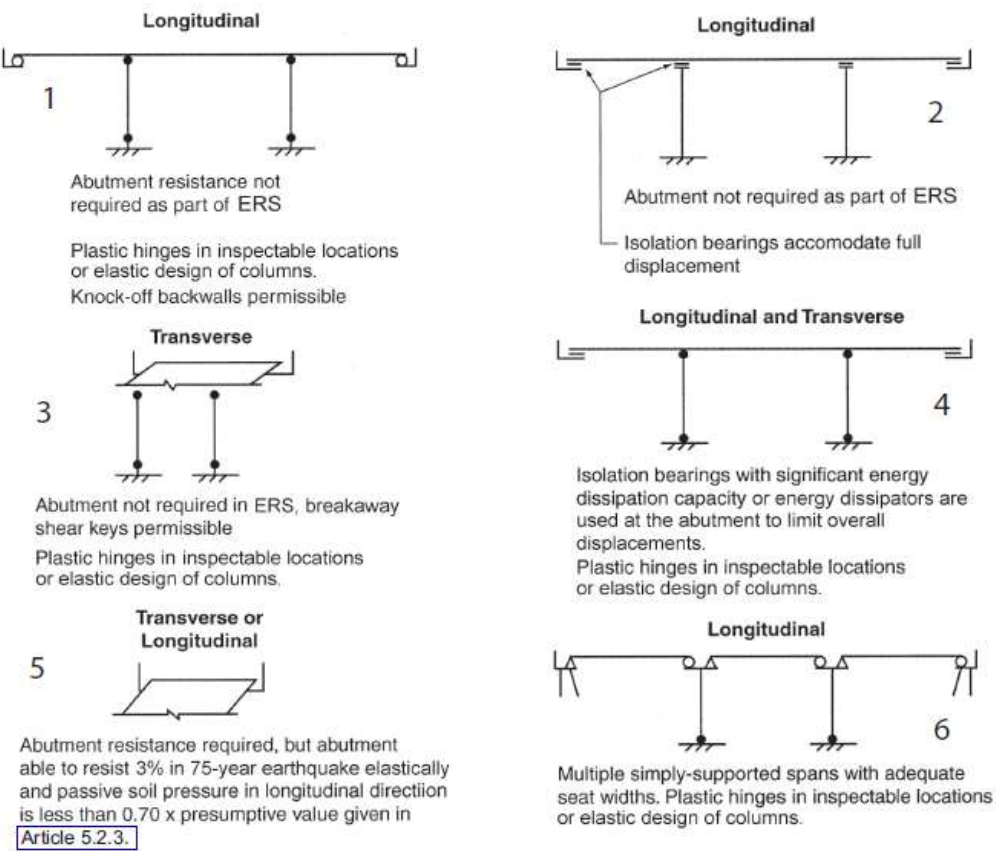 Longitudinal
1
Abutment resistance not
required as part of ERS
Plastic hinges in inspectable locations
or elastic design of columns.
Knock-off backwalls permissible
Longitudinal
2
Abutment not required as part of ERS
Isolation bearings accomodate full
displacement
Transverse
3
Abutment not required in ERS, breakaway
shear keys permissible
Plastic hinges in inspectable locations
or elastic design of columns.
Longitudinal and Transverse
4
Isolation bearings with significant energy
dissipation capacity or energy dissipators are
used at the abutment to limit overall
displacements.
Plastic hinges in inspectable locations
or elastic design of columns.
Transverse or
Longitudinal
5
Abutment resistance required, but abutment
able to resist 3% in 75-year earthquake elastically
and passive soil pressure in longitudinal directiion
is less than 0.70 x presumptive value given in
Article 5.2.3.
Longitudinal
6
Multiple simply-supported spans with adequate
seat widths. Plastic hinges in inspectable locations
or elastic design of columns.